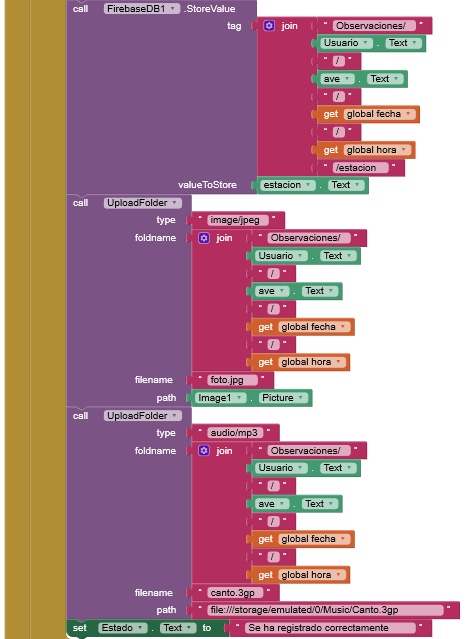 call FirebaseDB1 .StoreValue
tag join " Observaciones/ "
Usuario . Text
" / "
ave . Text
" / "
get global fecha
" / "
get global hora
" /estacion "
valueToStore estacion . Text
call UploadFolder
type " image/jpeg "
foldname join " Observaciones/ "
Usuario . Text
" / "
ave . Text
" / "
get global fecha
" / "
get global hora
filename " foto.jpg "
path Image1 . Picture
call UploadFolder
type " audio/mp3 "
foldname join " Observaciones/ "
Usuario . Text
" / "
ave . Text
" / "
get global fecha
" / "
get global hora
filename " canto.3gp "
path " file:///storage/emulated/0/Music/Canto.3gp
set Estado . Text to " Se ha registrado correctamente "